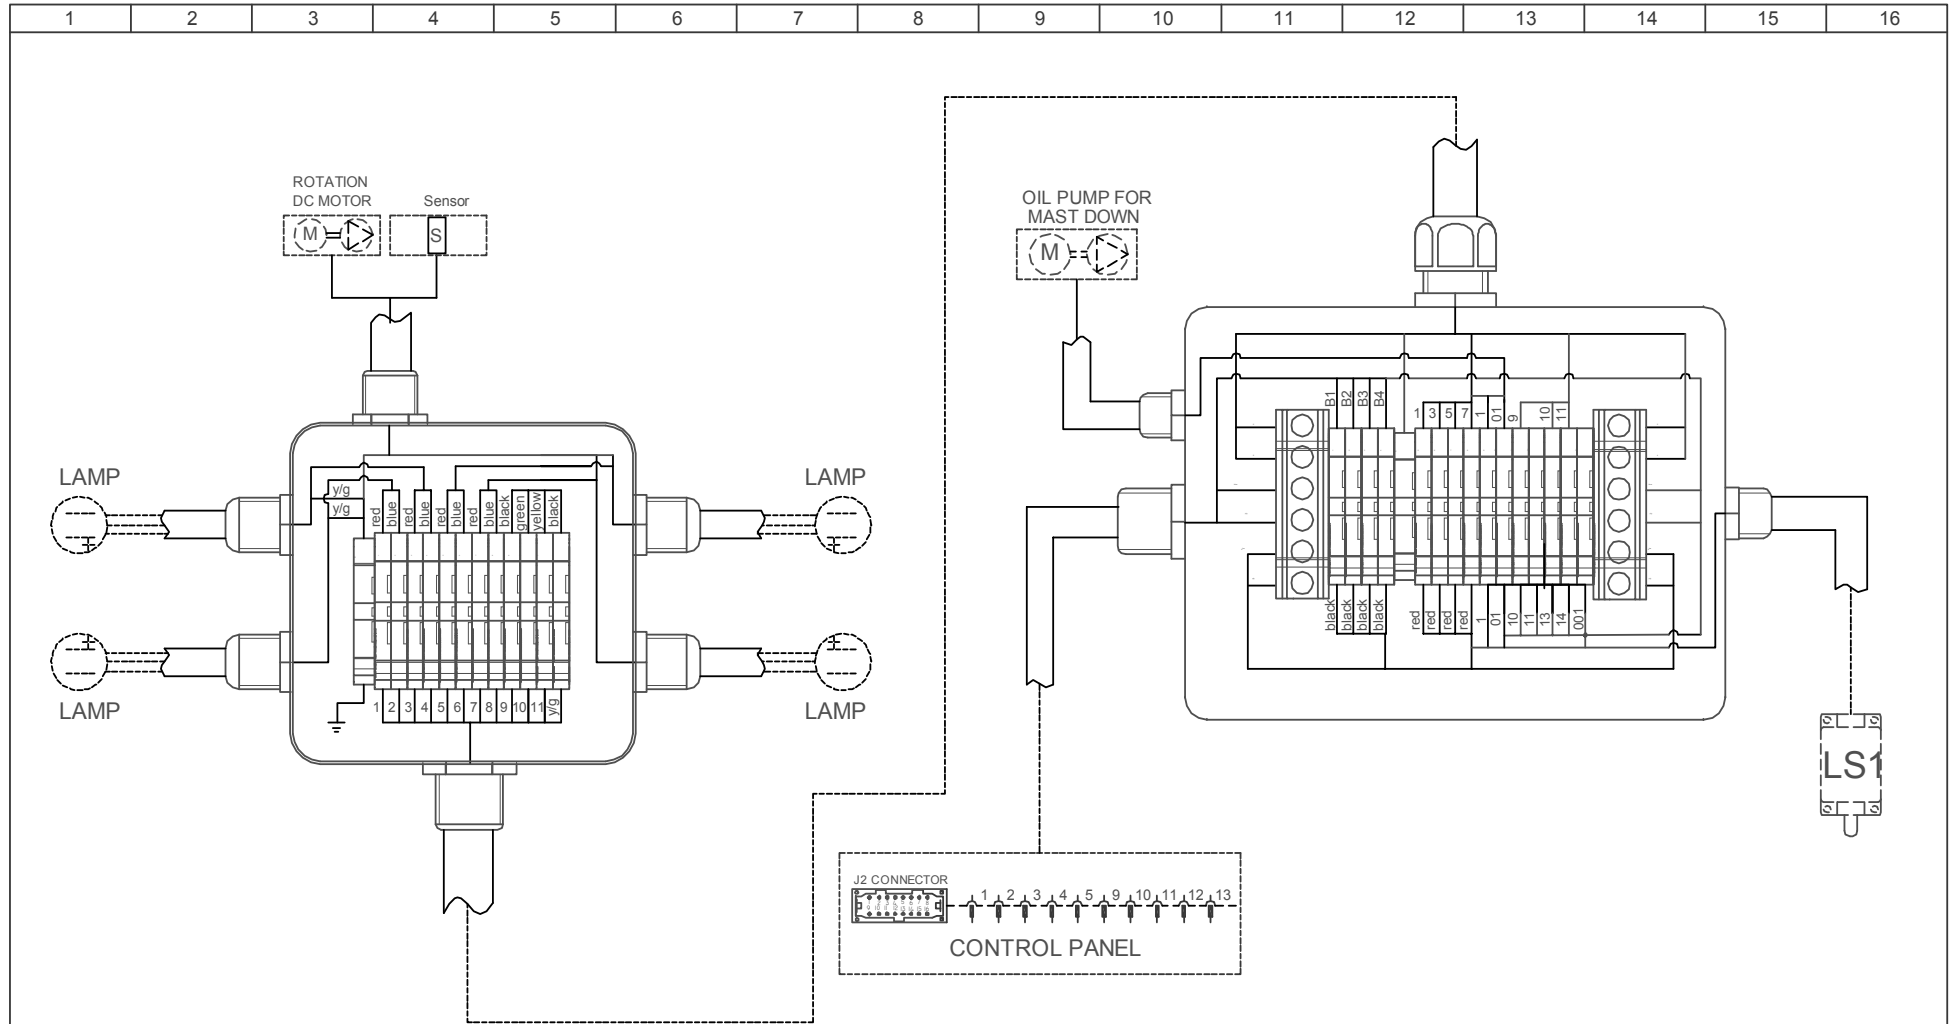 1 2 3 4 5 6 7 8 9 10 11 12 13 14 15 16
ROTATION
DC MOTOR
Sensor
M
S
OIL PUMP FOR
MAST DOWN
M
LAMP
LAMP
y/g
y/g
red
blue
red
blue
red
blue
red
blue
black
green
yellow
black
1 2 3 4 5 6 7 8 9 10 11 y/g
LAMP
LAMP
B1
B2
B3
B4
1
3
5
7
1
01
9
10
11
black
black
black
black
red
red
red
red
1
01
10
11
13
14
001
LS1
J2 CONNECTOR
1 2 3 4 5 9 10 11 12 13
CONTROL PANEL